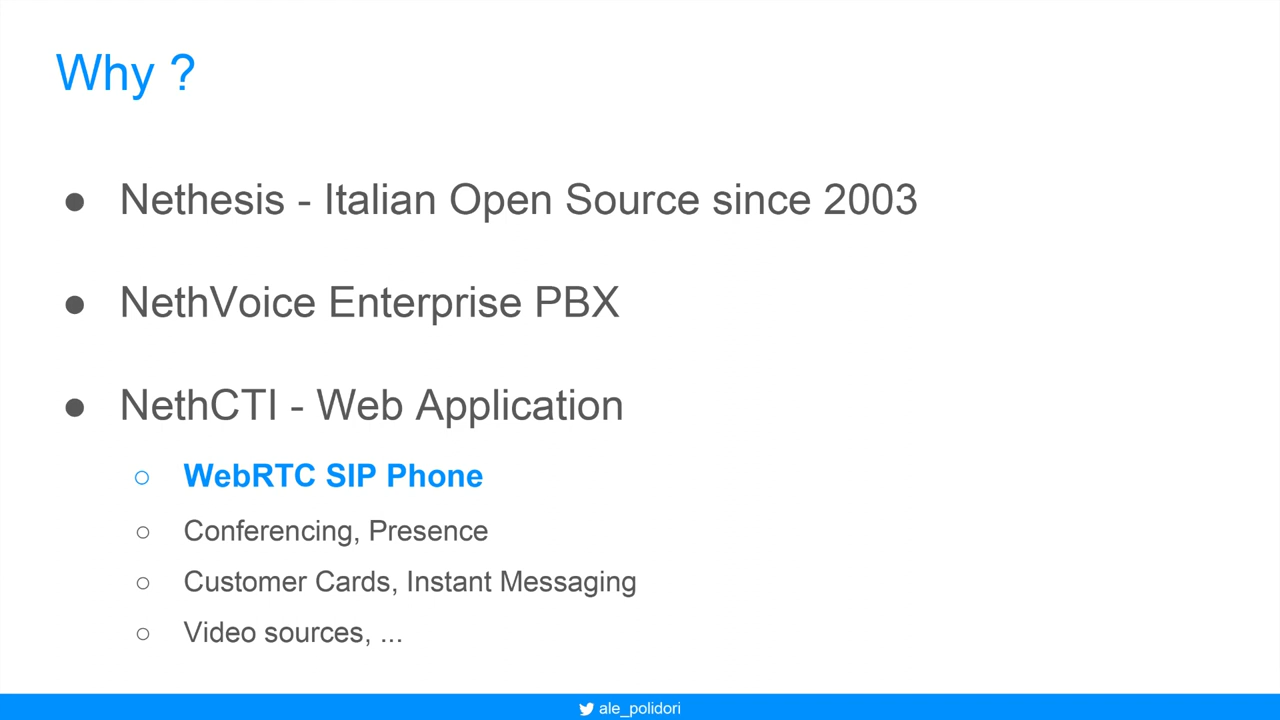 Why ?
● Nethesis - Italian Open Source since 2003
● NethVoice Enterprise PBX
● NethCTI - Web Application
○ WebRTC SIP Phone
○ Conferencing, Presence
○ Customer Cards, Instant Messaging
○ Video sources, ...
ale_polidori